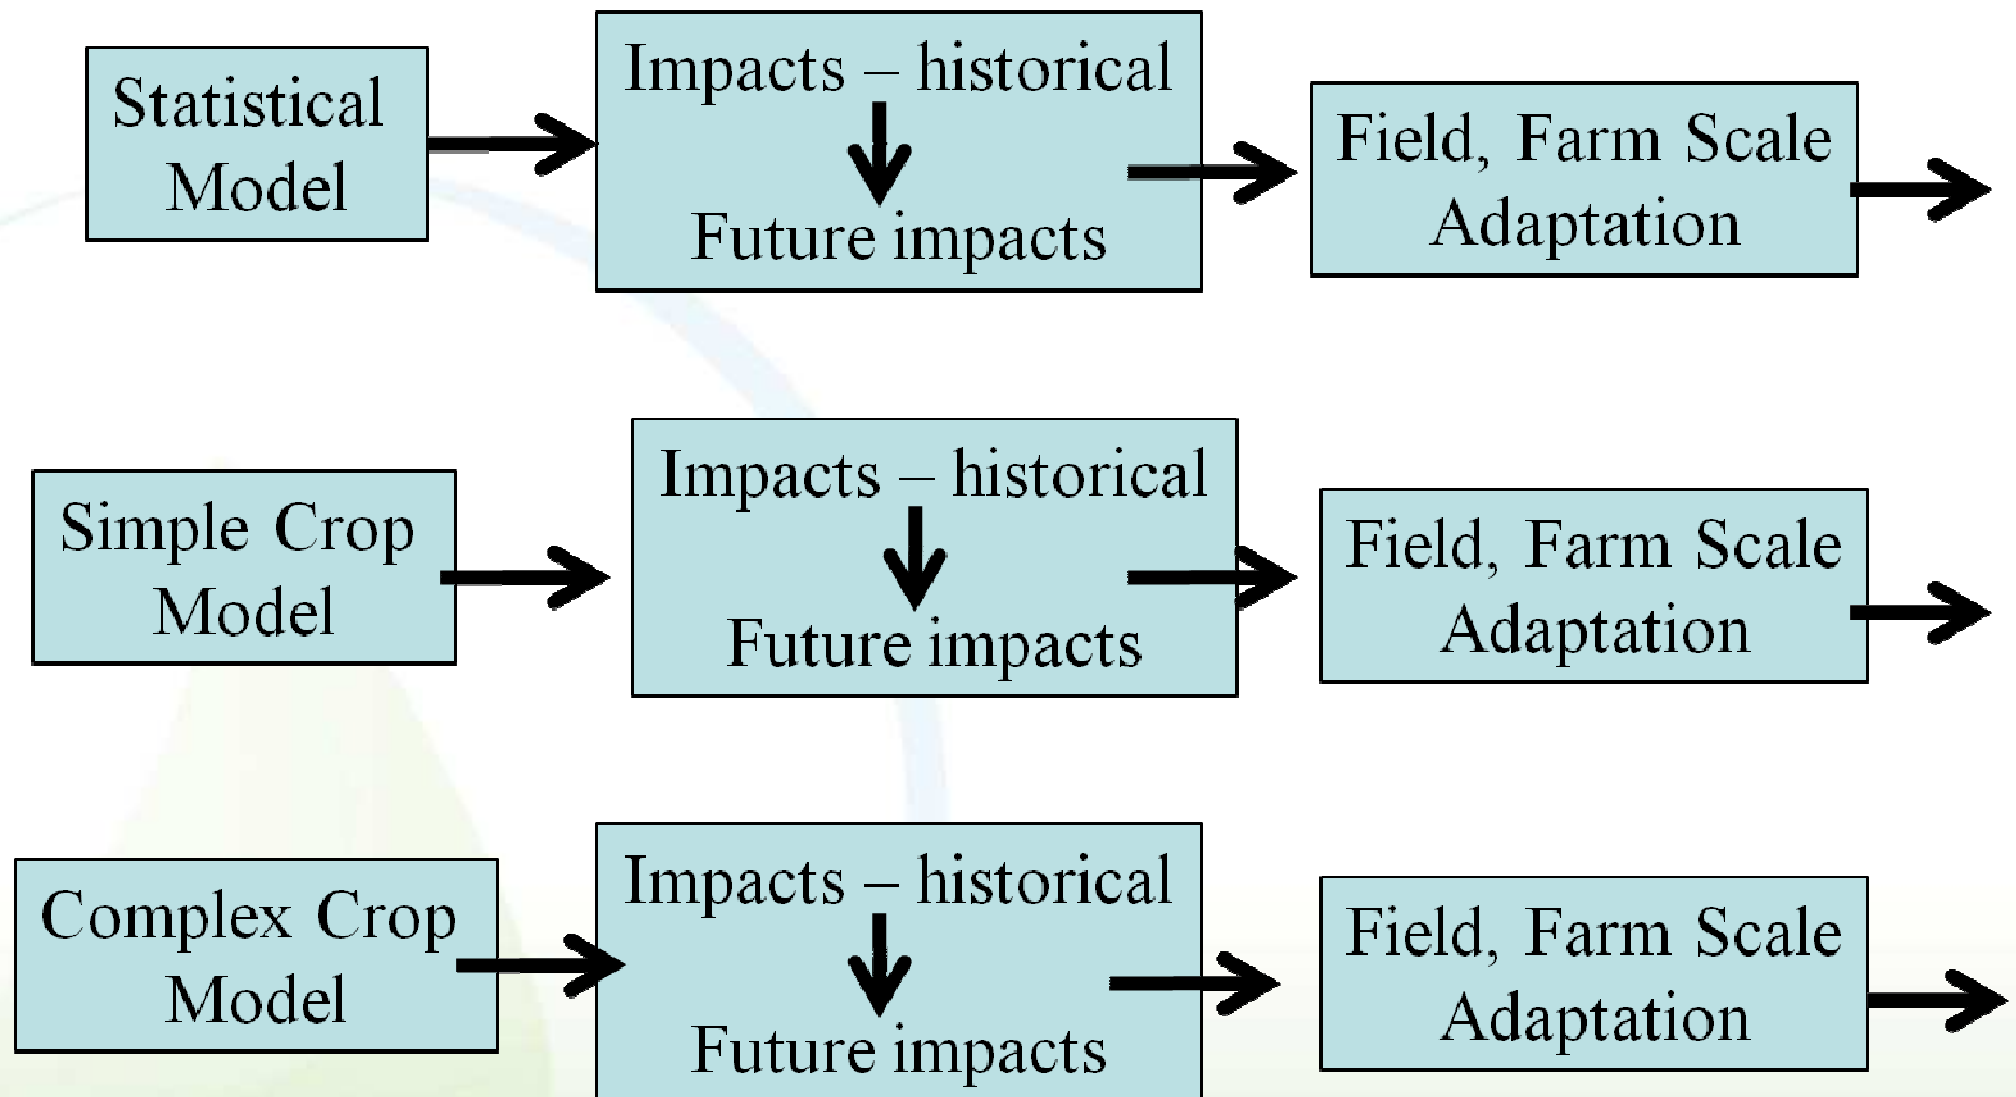 Statistical
Model
Impacts – historical
Future impacts
Field, Farm Scale
Adaptation
Simple Crop
Model
Impacts – historical
Future impacts
Field, Farm Scale
Adaptation
Complex Crop
Model
Impacts – historical
Future impacts
Field, Farm Scale
Adaptation